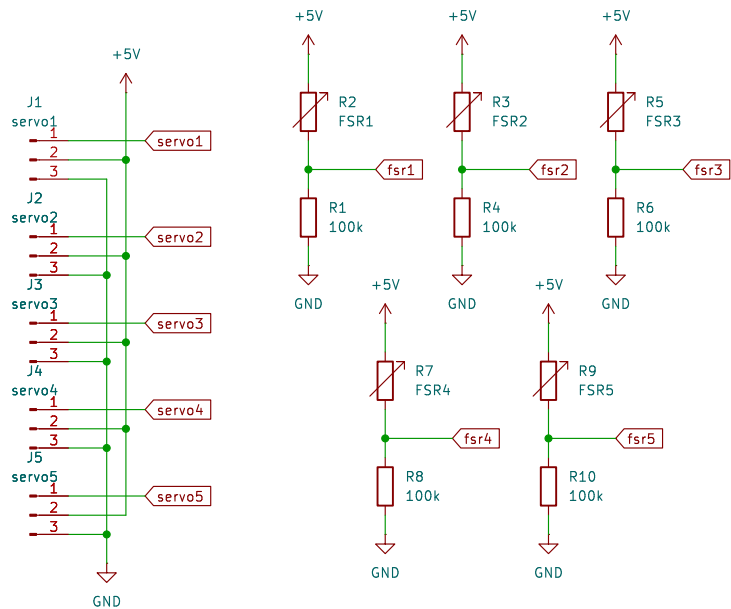 +5V
J1
servo1
1
servo1
2
3
J2
servo2
1
servo2
2
3
J3
servo3
1
servo3
2
3
J4
servo4
1
servo4
2
3
J5
servo5
1
servo5
2
3
GND
+5V
R2
FSR1
fsr1
R1
100k
GND
+5V
R3
FSR2
fsr2
R4
100k
GND
+5V
R5
FSR3
fsr3
R6
100k
GND
+5V
R7
FSR4
fsr4
R8
100k
GND
+5V
R9
FSR5
fsr5
R10
100k
GND